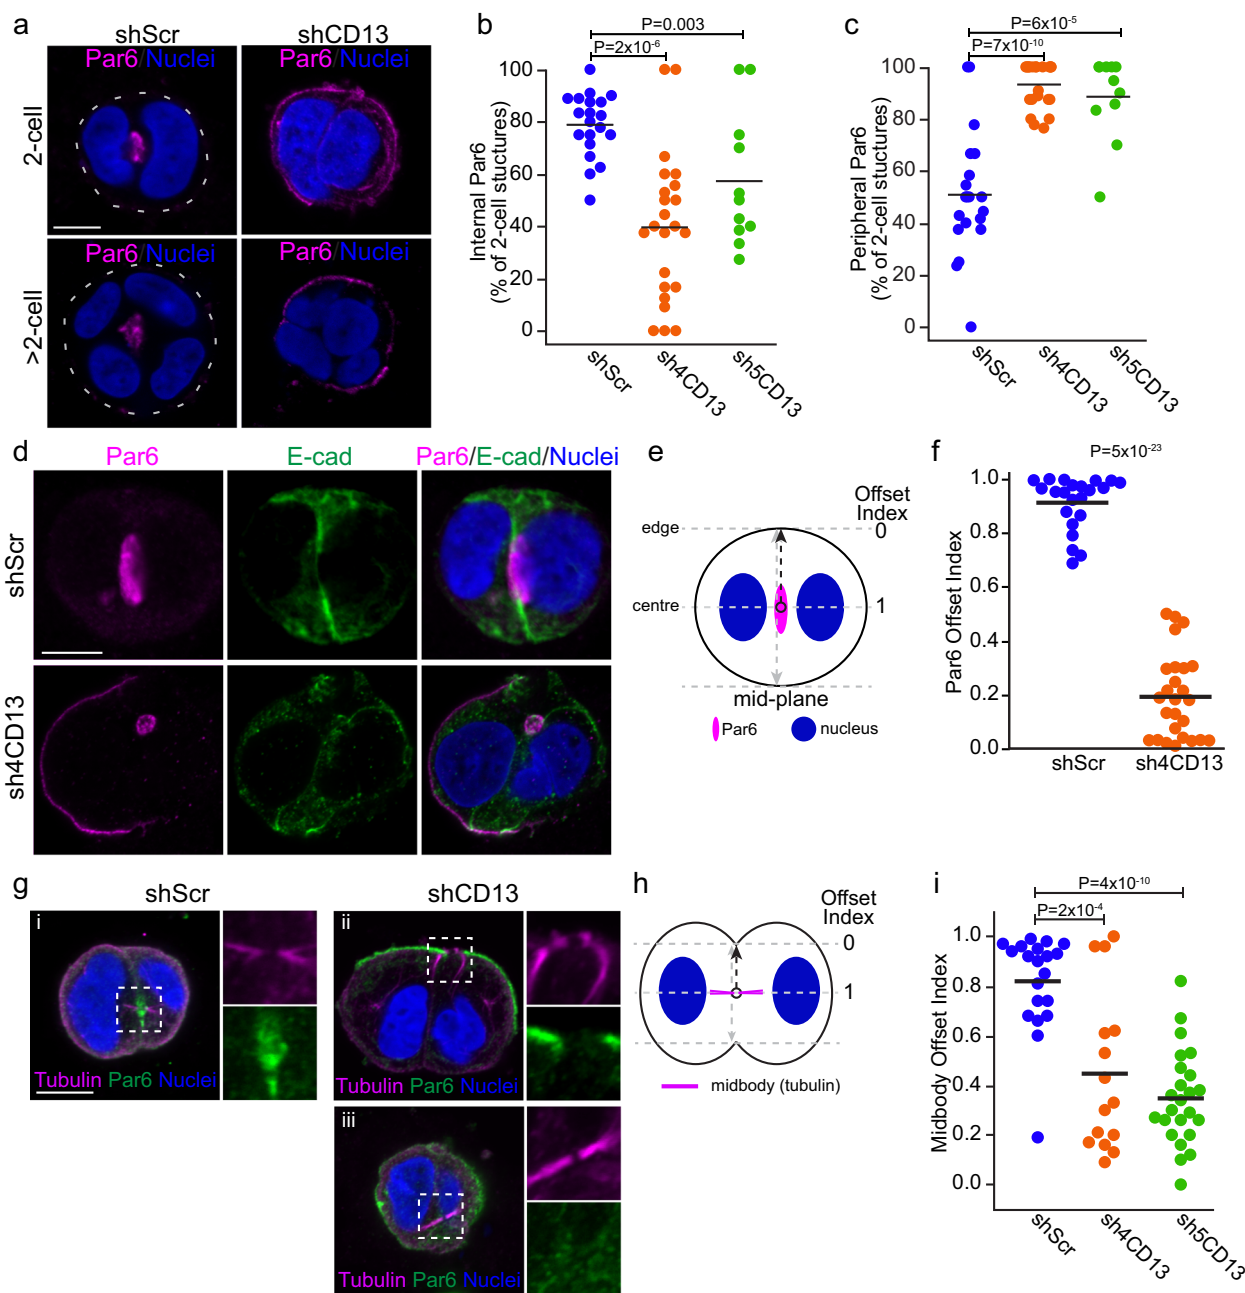 a
shScr
shCD13
2-cell
Par6/Nuclei
Par6/Nuclei
>2-cell
Par6/Nuclei
Par6/Nuclei
b
P=0.003
P=2x10-6
Internal Par6
(% of 2-cell stuctures)
100
80
60
40
20
0
shScr
sh4CD13
sh5CD13
c
P=6x10-5
P=7x10-10
Peripheral Par6
(% of 2-cell stuctures)
100
80
60
40
20
0
shScr
sh4CD13
sh5CD13
d
Par6
E-cad
Par6/E-cad/Nuclei
shScr
sh4CD13
e
Offset
Index
edge
0
centre
1
mid-plane
Par6
nucleus
f
P=5x10-23
Par6 Offset Index
1.0
0.8
0.6
0.4
0.2
0.0
shScr
sh4CD13
g
shScr
shCD13
i
Tubulin Par6 Nuclei
ii
Tubulin Par6 Nuclei
iii
Tubulin Par6 Nuclei
h
Offset
Index
0
1
midbody (tubulin)
i
P=4x10-10
P=2x10-4
Midbody Offset Index
1.0
0.8
0.6
0.4
0.2
0.0
shScr
sh4CD13
sh5CD13